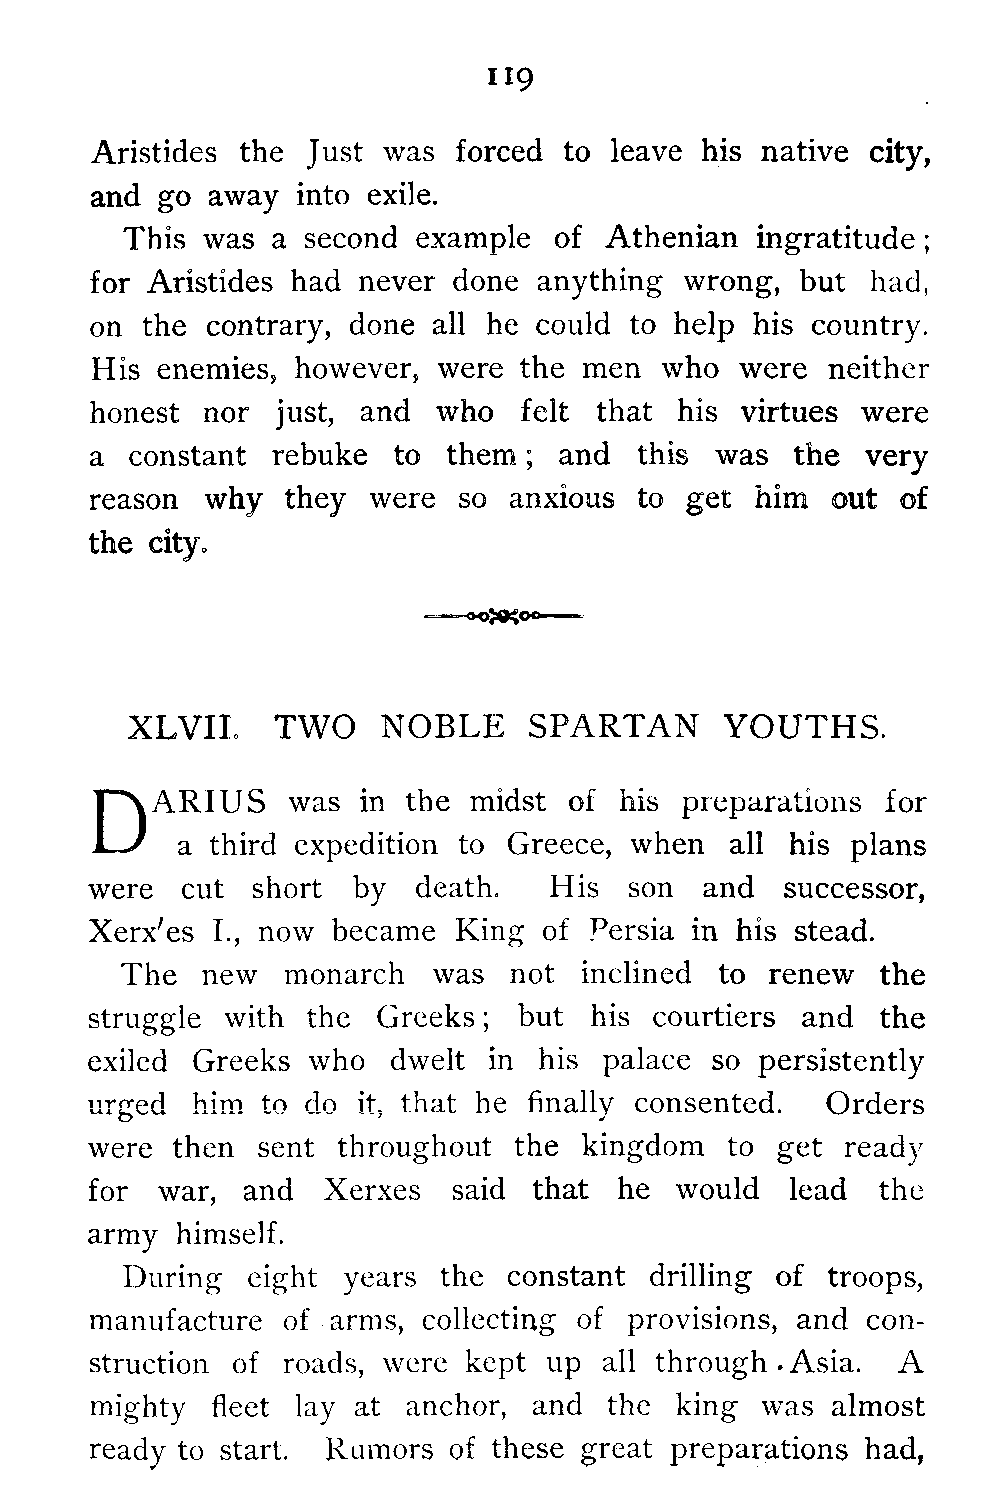 119
Aristides the Just was forced to leave his native city,
and go away into exile.
This was a second example of Athenian ingratitude;
for Aristides had never done anything wrong, but had,
on the contrary, done all he could to help his country.
His enemies, however, were the men who were neither
honest nor just, and who felt that his virtues were
a constant rebuke to them; and this was the very
reason why they were so anxious to get him out of
the city.
XLVII. TWO NOBLE SPARTAN YOUTHS.
DARIUS was in the midst of his preparations for
a third expedition to Greece, when all his plans
were cut short by death. His son and successor,
Xerx'es I., now became King of Persia in his stead.
The new monarch was not inclined to renew the
struggle with the Greeks; but his courtiers and the
exiled Greeks who dwelt in his palace so persistently
urged him to do it, that he finally consented. Orders
were then sent throughout the kingdom to get ready
for war, and Xerxes said that he would lead the
army himself.
During eight years the constant drilling of troops,
manufacture of arms, collecting of provisions, and con-
struction of roads, were kept up all through Asia. A
mighty fleet lay at anchor, and the king was almost
ready to start. Rumors of these great preparations had,